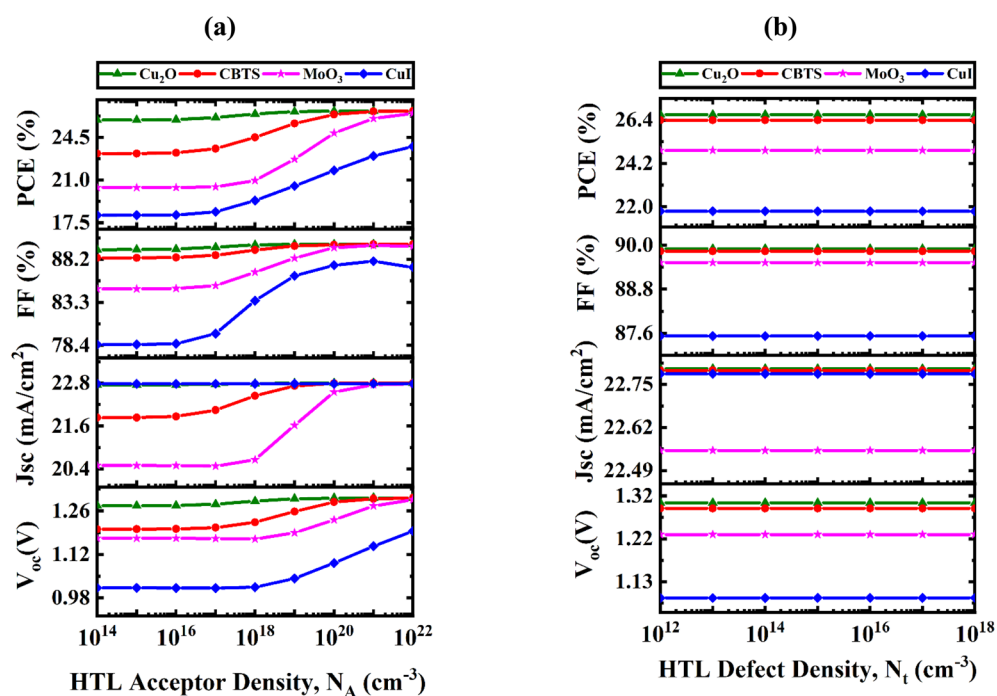 (a)
Cu₂O CBTS MoO₃ CuI
PCE (%)
24.5
21.0
17.5
FF (%)
88.2
83.3
78.4
Jsc (mA/cm²)
22.8
21.6
20.4
Voc(V)
1.26
1.12
0.98
10¹⁴ 10¹⁶ 10¹⁸ 10²⁰ 10²²
HTL Acceptor Density, N_A (cm⁻³)
(b)
Cu₂O CBTS MoO₃ CuI
PCE (%)
26.4
24.2
22.0
FF (%)
90.0
88.8
87.6
Jsc (mA/cm²)
22.75
22.62
22.49
Voc(V)
1.32
1.22
1.13
10¹² 10¹⁴ 10¹⁶ 10¹⁸
HTL Defect Density, N_t (cm⁻³)